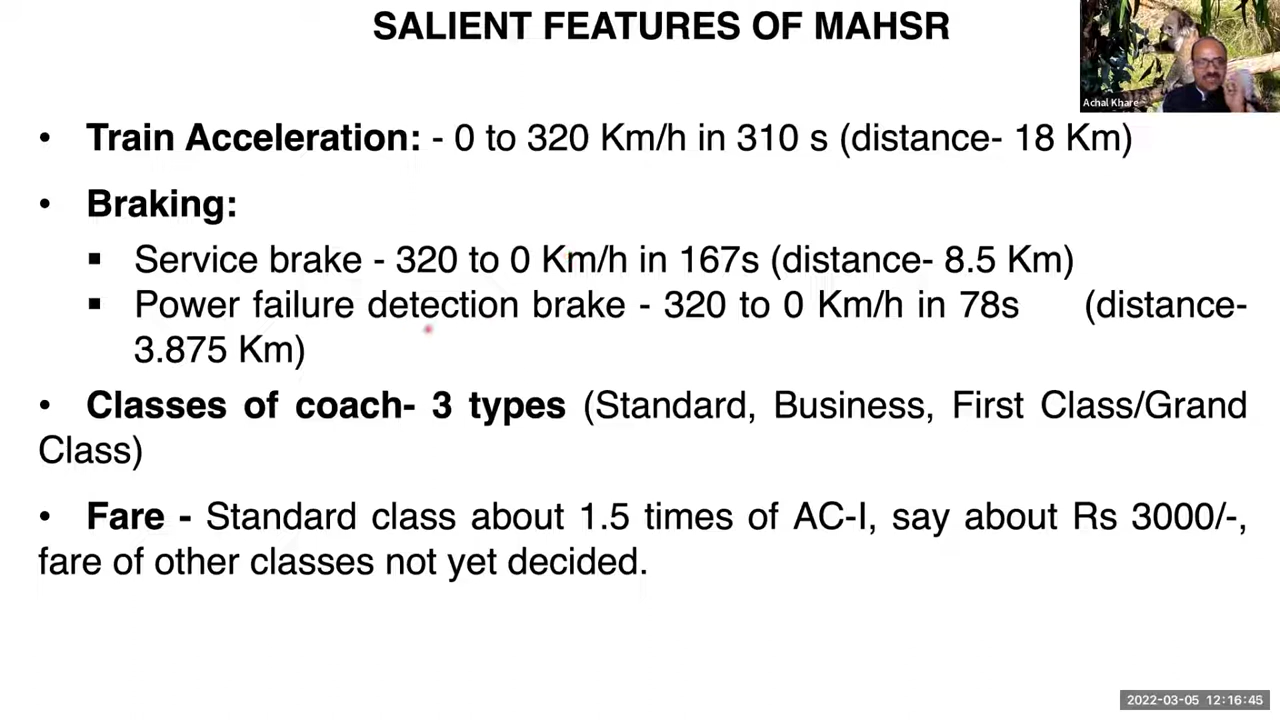 SALIENT FEATURES OF MAHSR
Achal Khare
• Train Acceleration: - 0 to 320 Km/h in 310 s (distance- 18 Km)
• Braking:
▪ Service brake - 320 to 0 Km/h in 167s (distance- 8.5 Km)
▪ Power failure detection brake - 320 to 0 Km/h in 78s (distance-
3.875 Km)
• Classes of coach- 3 types (Standard, Business, First Class/Grand
Class)
• Fare - Standard class about 1.5 times of AC-I, say about Rs 3000/-,
fare of other classes not yet decided.
2022-03-05 12:16:45